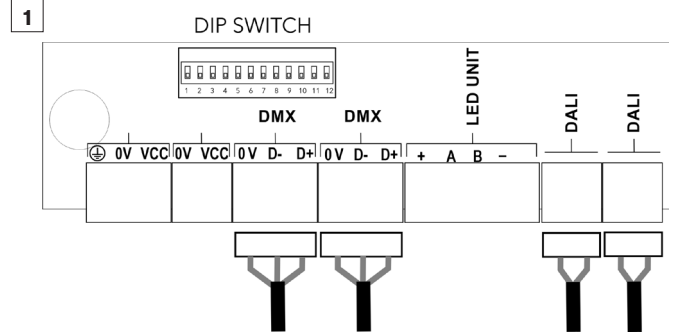 1
DIP SWITCH
1 2 3 4 5 6 7 8 9 10 11 12
DMX DMX
LED UNIT
DALI
DALI
0V VCC 0V VCC 0V D- D+ 0V D- D+ + A B -